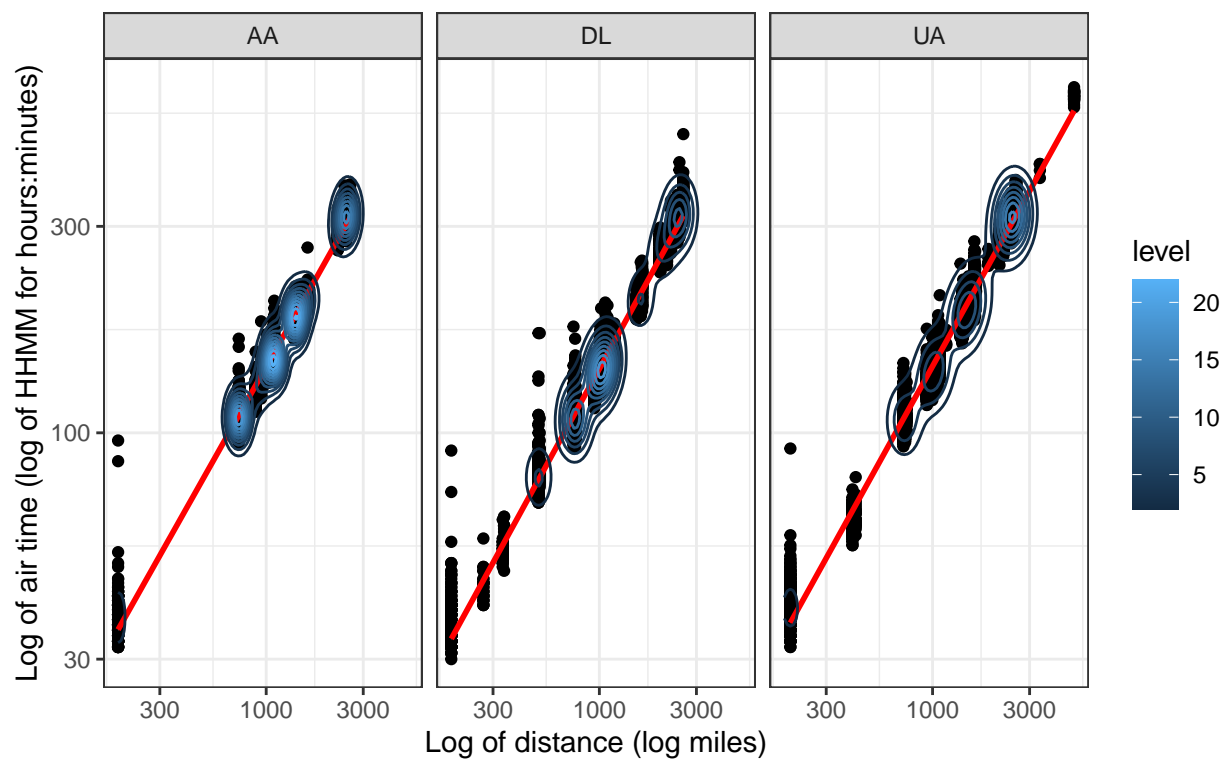 AA DL UA
Log of air time (log of HHMM for hours:minutes)
300
100
30
300 1000 3000 300 1000 3000 300 1000 3000
Log of distance (log miles)
level
20
15
10
5